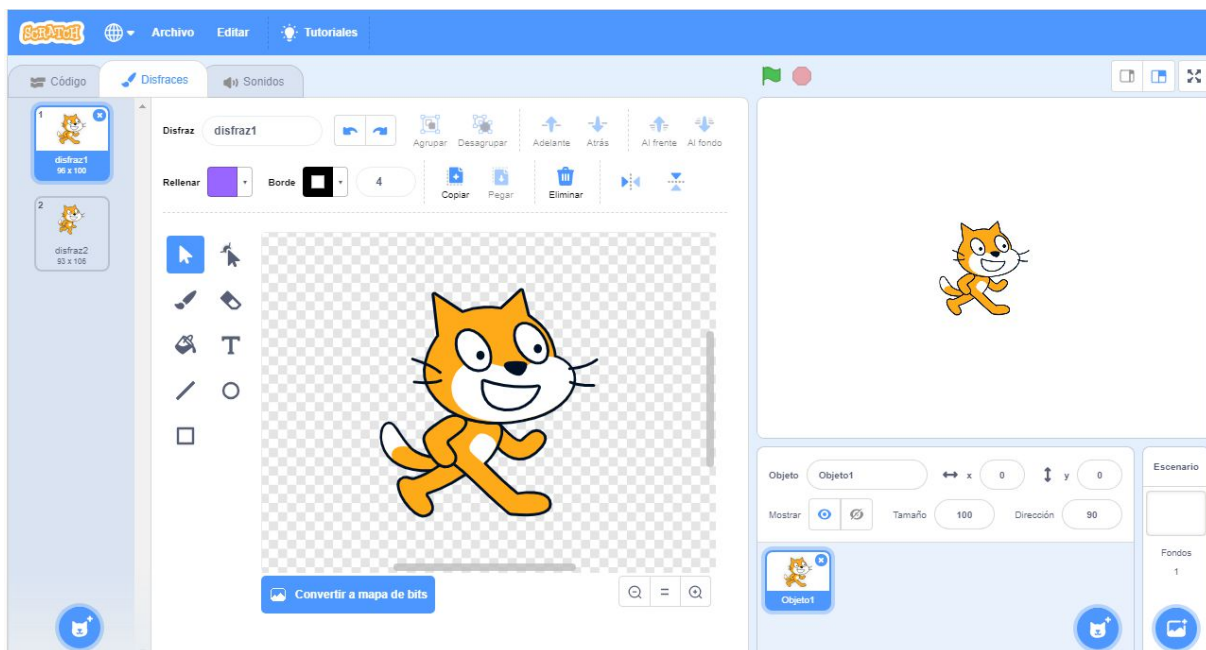 SCRATCH Archivo Editar Tutoriales
Código Disfraces Sonidos
1
disfraz1
96 x 100
2
disfraz2
93 x 106
Disfraz disfraz1
Agrupar Desagrupar Adelante Atrás Al frente Al fondo
Rellenar Borde 4
Copiar Pegar Eliminar
T
Convertir a mapa de bits
=
Objeto Objeto1 x 0 y 0
Mostrar Tamaño 100 Dirección 90
Objeto1
Escenario
Fondos
1